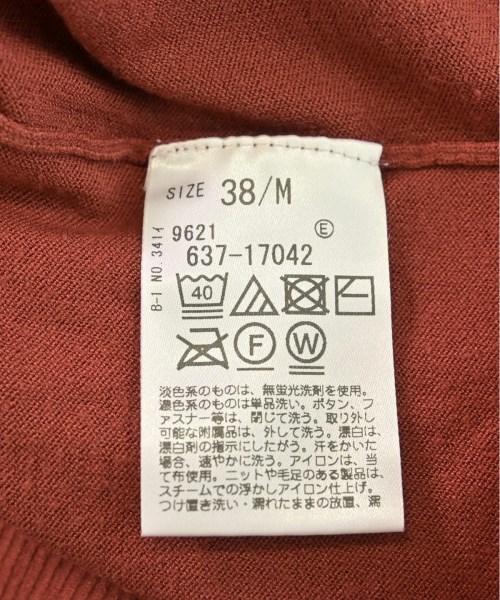 SIZE 38/M
B-1 NO.3411
9621 E
637-17042
40
F W
淡色系のものは、無蛍光洗剤を使用。
濃色系のものは単品洗い。ボタン、フ
ァスナー等は、閉じて洗う。取り外し
可能な附属品は、外して洗う。漂白は、
漂白剤の指示にしたがう。汗をかいた
場合、速やかに洗う。アイロンは、当
て布使用。ニットや毛足のある製品は、
スチームでの浮かしアイロン仕上げ。
つけ置き洗い・濡れたままの放置、濡